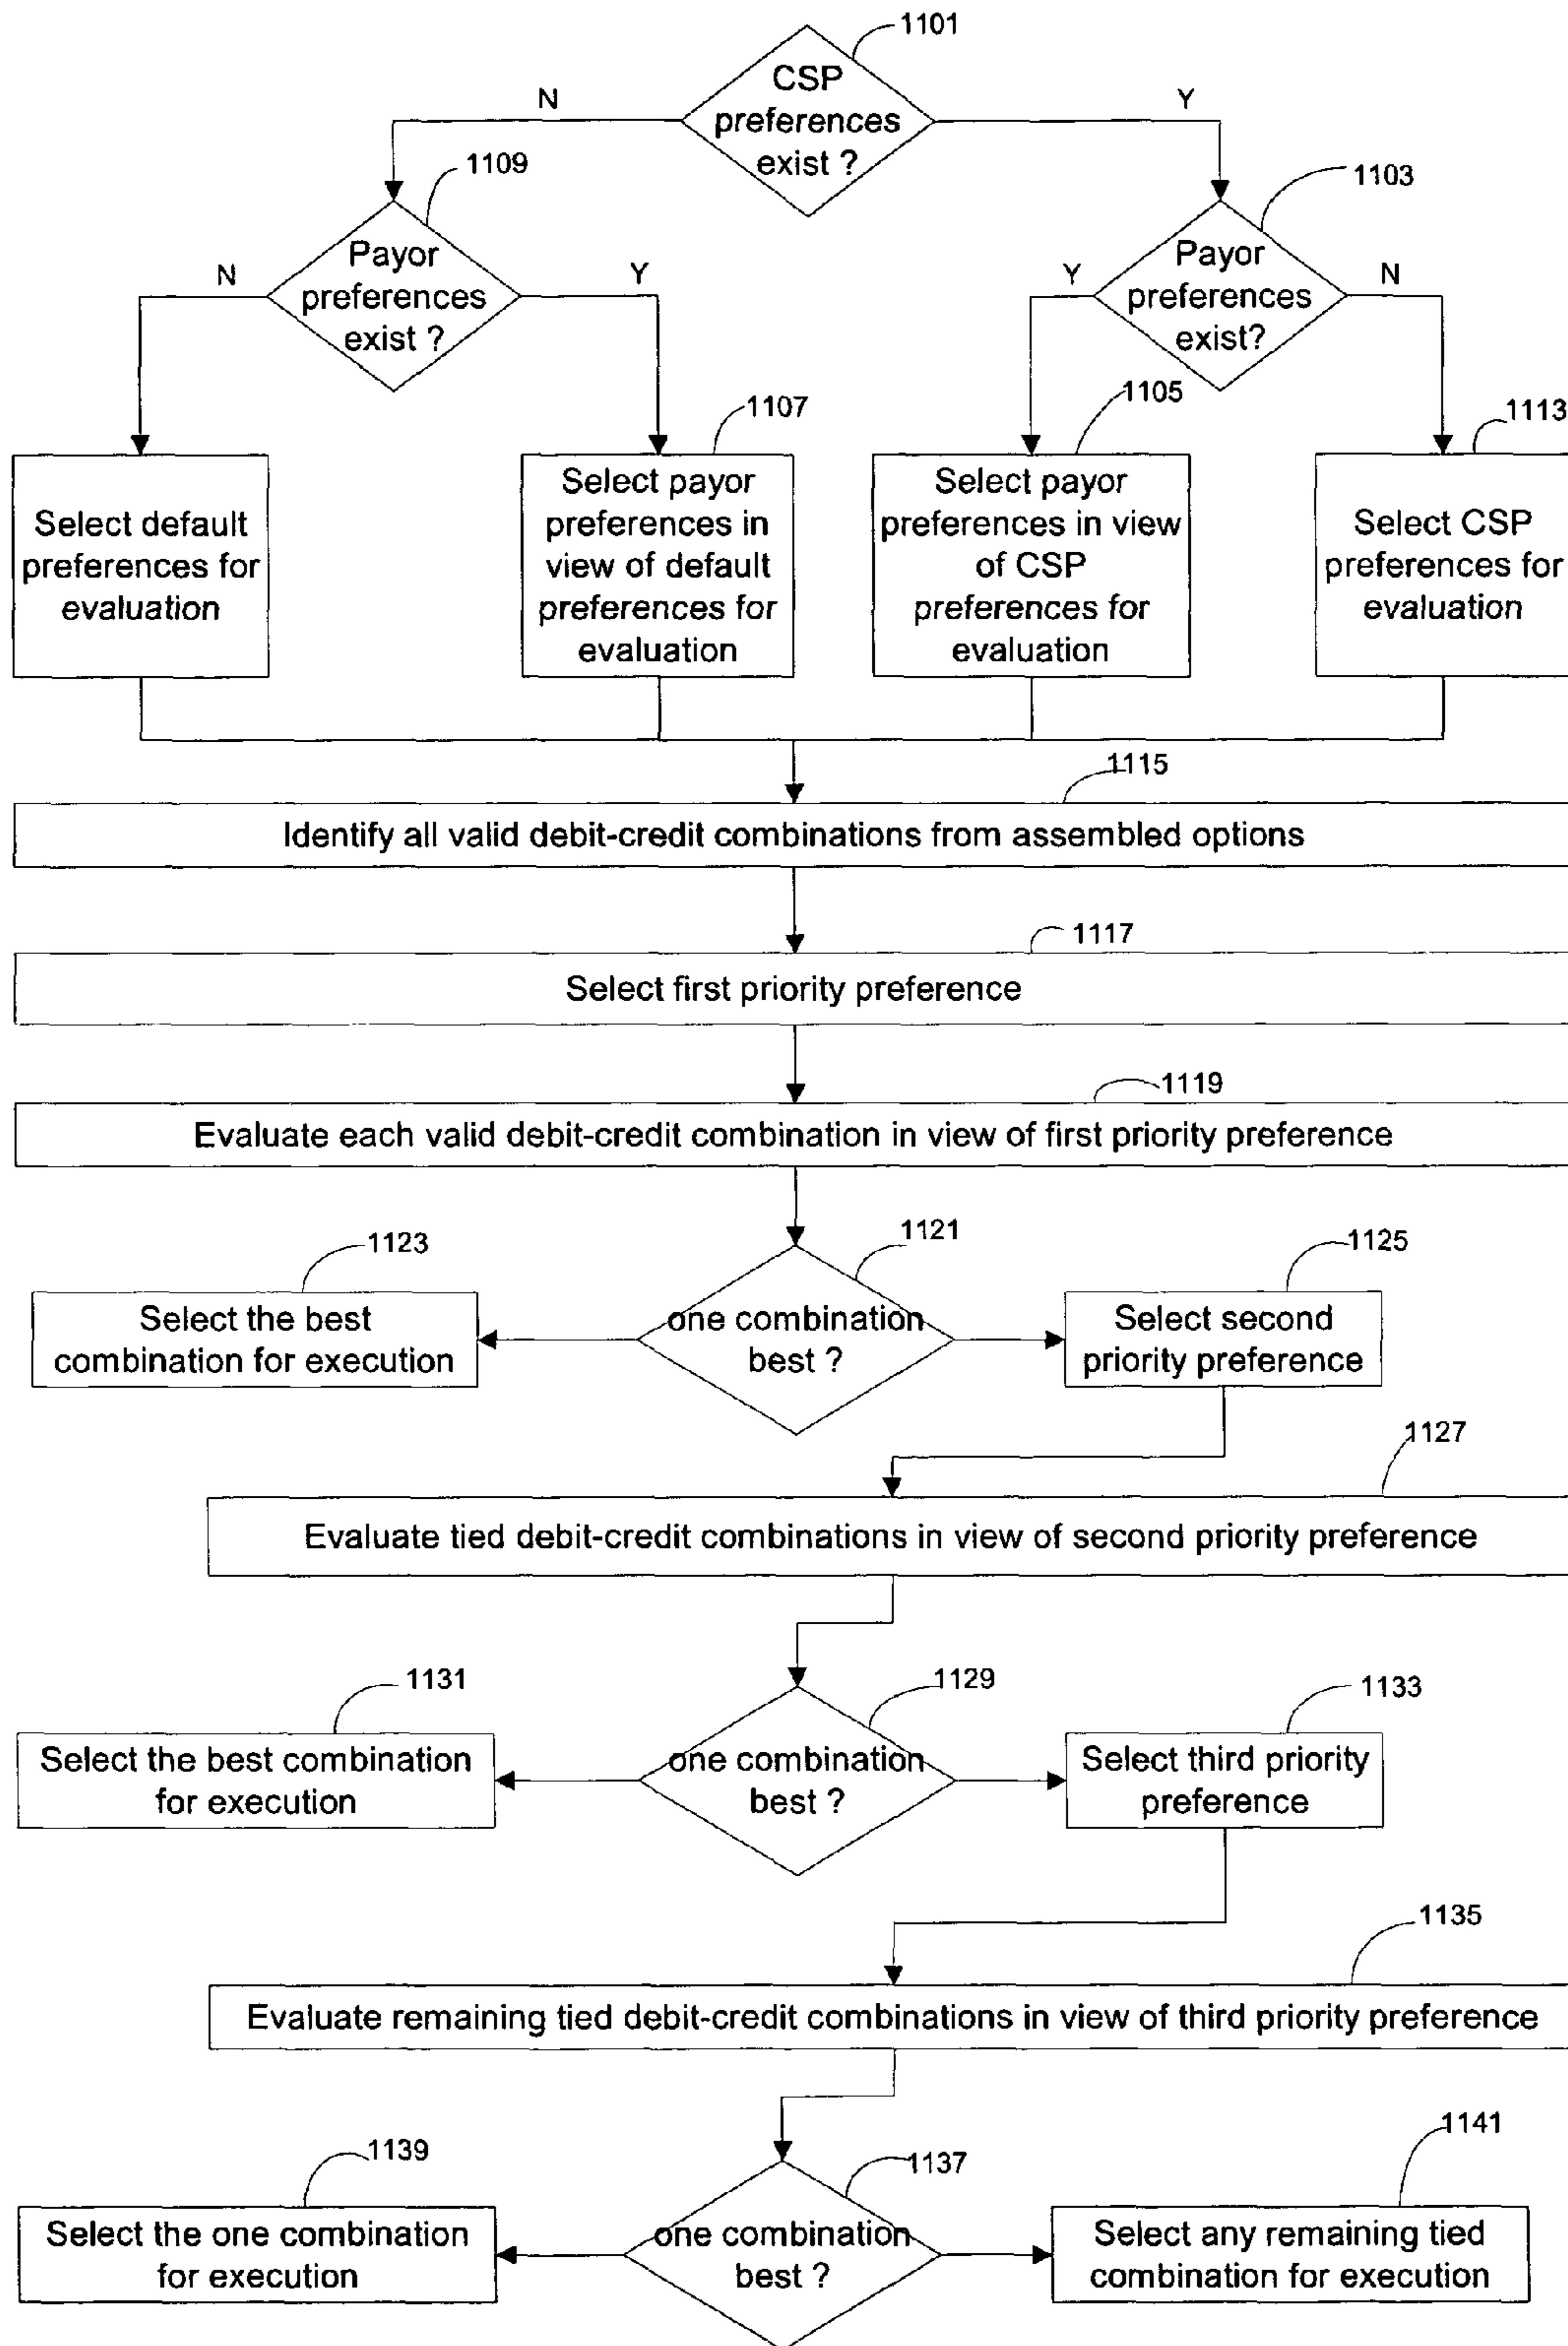 1101
CSP
preferences
exist ?
N
Y
1109
1103
Payor
preferences
exist ?
N
Y
Payor
preferences
exist?
Y
N
1107
1105
1113
Select default
preferences for
evaluation
Select payor
preferences in
view of default
preferences for
evaluation
Select payor
preferences in view
of CSP
preferences for
evaluation
Select CSP
preferences for
evaluation
1115
Identify all valid debit-credit combinations from assembled options
1117
Select first priority preference
1119
Evaluate each valid debit-credit combination in view of first priority preference
1123
1121
1125
Select the best
combination for execution
one combination
best ?
Select second
priority preference
1127
Evaluate tied debit-credit combinations in view of second priority preference
1131
1129
1133
Select the best combination
for execution
one combination
best ?
Select third priority
preference
1135
Evaluate remaining tied debit-credit combinations in view of third priority preference
1139
1137
1141
Select the one combination
for execution
one combination
best ?
Select any remaining tied
combination for execution